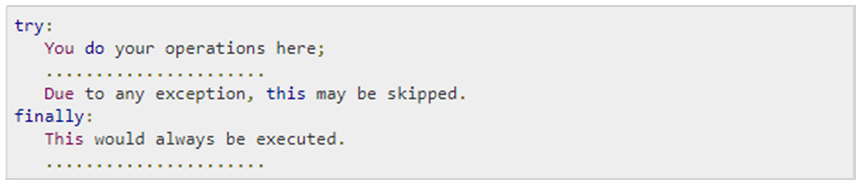 try:
You do your operations here;
......................
Due to any exception, this may be skipped.
finally:
This would always be executed.
......................